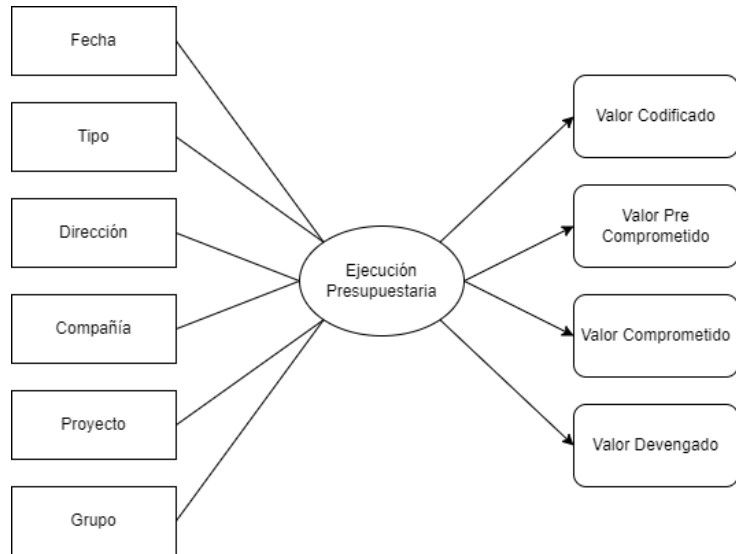 Fecha
Tipo
Dirección
Compañía
Proyecto
Grupo
Ejecución
Presupuestaria
Valor Codificado
Valor Pre
Comprometido
Valor Comprometido
Valor Devengado